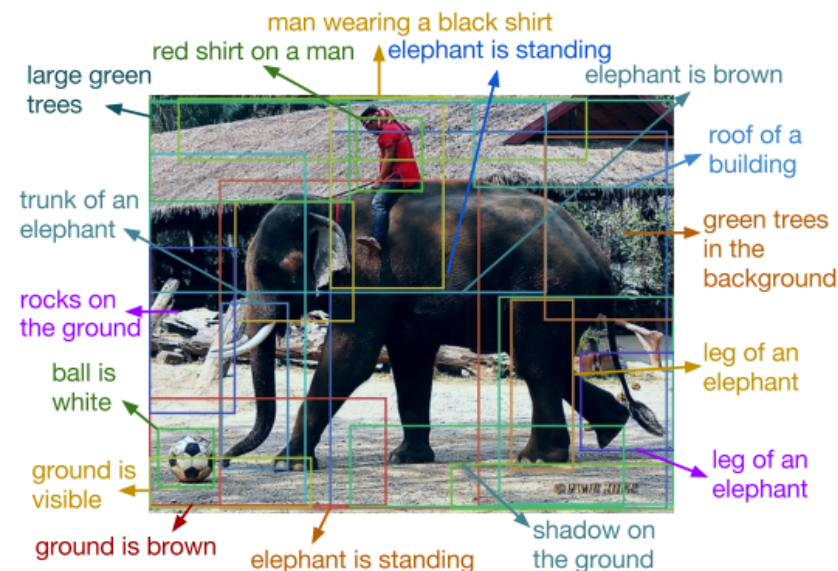 man wearing a black shirt
red shirt on a man
elephant is standing
large green
trees
elephant is brown
roof of a
building
trunk of an
elephant
green trees
in the
background
rocks on
the ground
leg of an
elephant
ball is
white
ground is
visible
leg of an
elephant
ground is brown
elephant is standing
shadow on
the ground